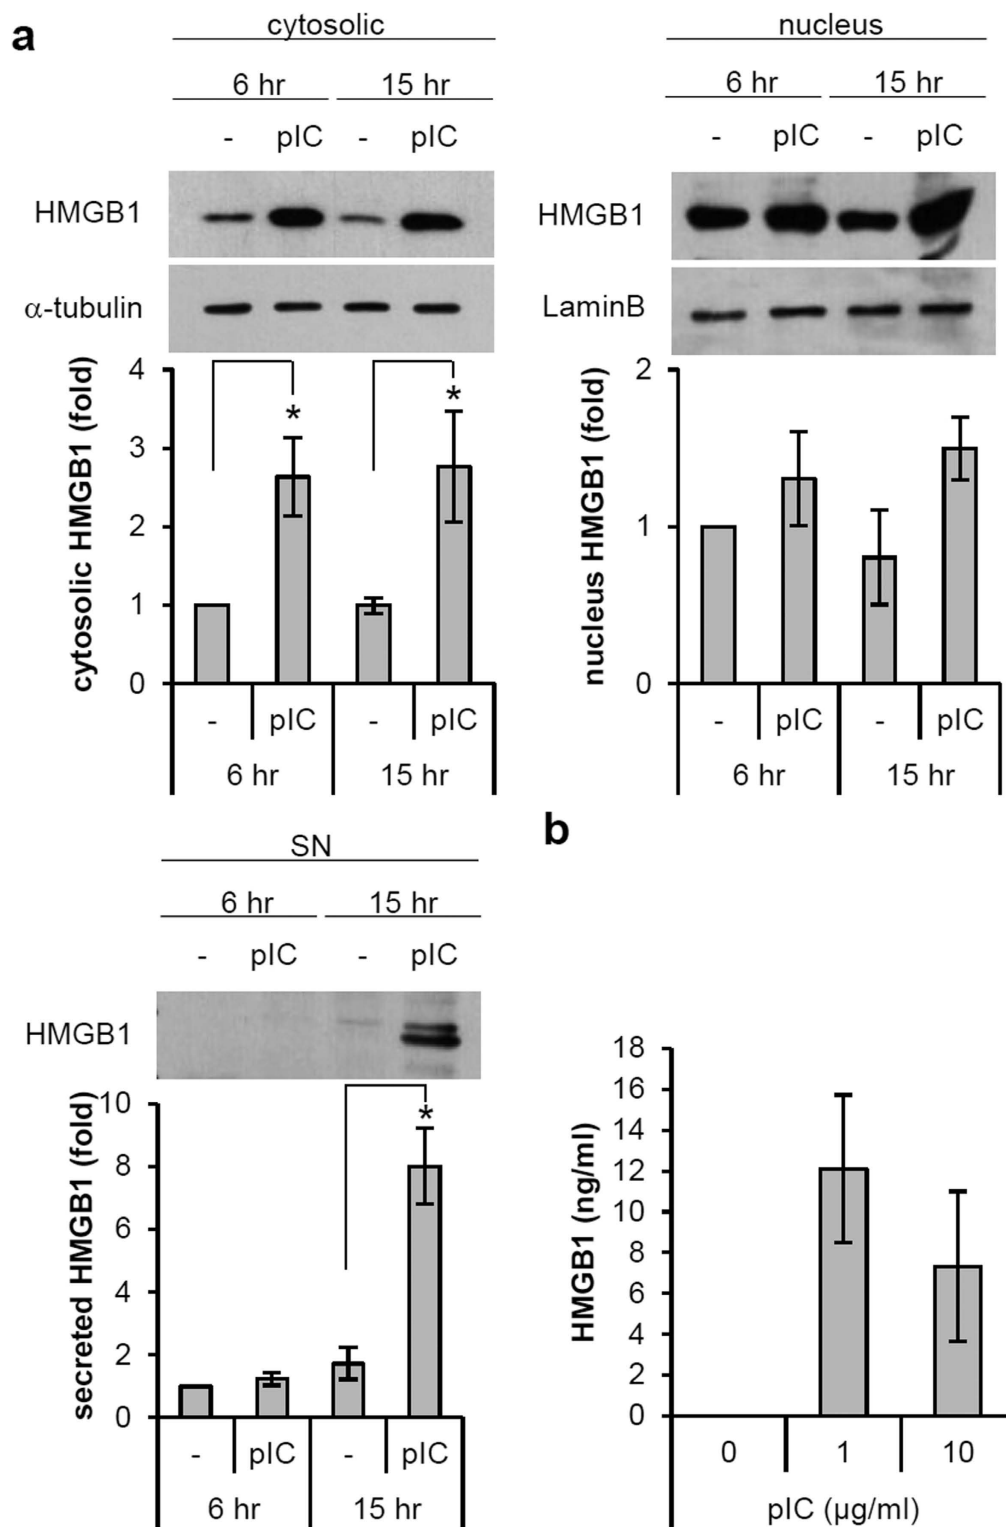 a
cytosolic
6 hr 15 hr
- pIC - pIC
HMGB1
α-tubulin
cytosolic HMGB1 (fold)
4
*
*
3
2
1
0
- pIC - pIC
6 hr 15 hr
nucleus
6 hr 15 hr
- pIC - pIC
HMGB1
LaminB
nucleus HMGB1 (fold)
2
1
0
- pIC - pIC
6 hr 15 hr
SN
6 hr 15 hr
- pIC - pIC
HMGB1
secreted HMGB1 (fold)
10
*
8
6
4
2
0
- pIC - pIC
6 hr 15 hr
b
HMGB1 (ng/ml)
18
16
14
12
10
8
6
4
2
0
0 1 10
pIC (µg/ml)